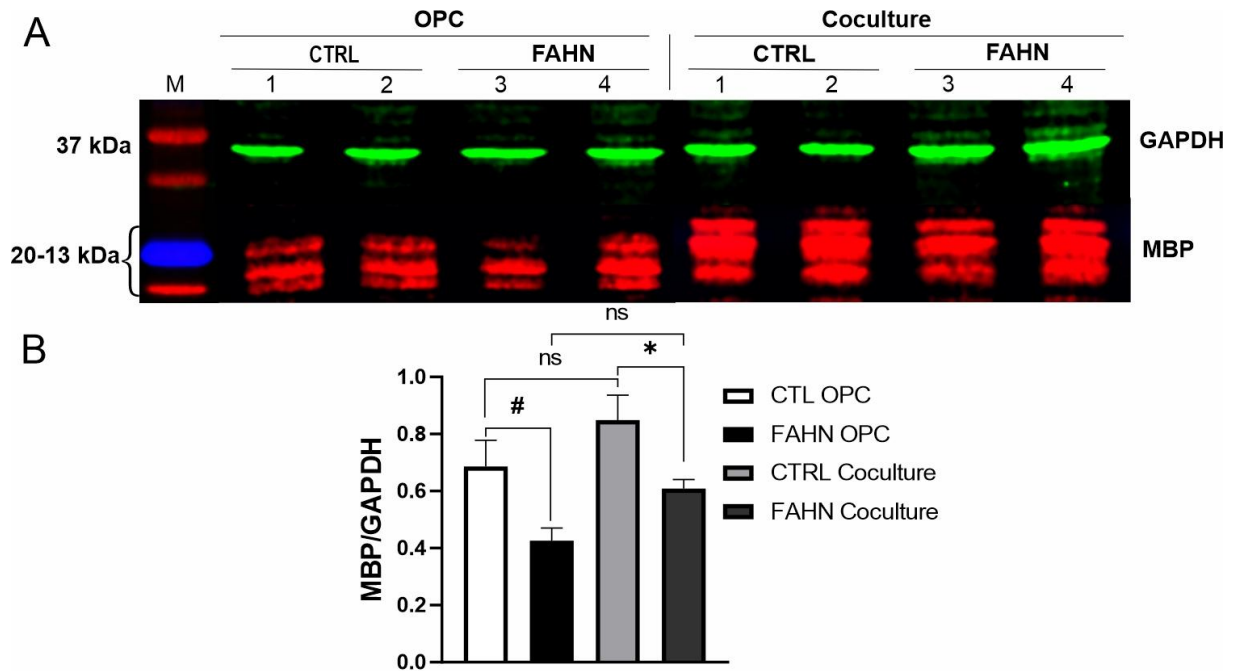 A
OPC
Coculture
CTRL
FAHN
CTRL
FAHN
M
1
2
3
4
1
2
3
4
37 kDa
GAPDH
20-13 kDa
MBP
B
ns
ns
*
#
1.0
0.8
0.6
0.4
0.2
0.0
MBP/GAPDH
CTL OPC
FAHN OPC
CTRL Coculture
FAHN Coculture